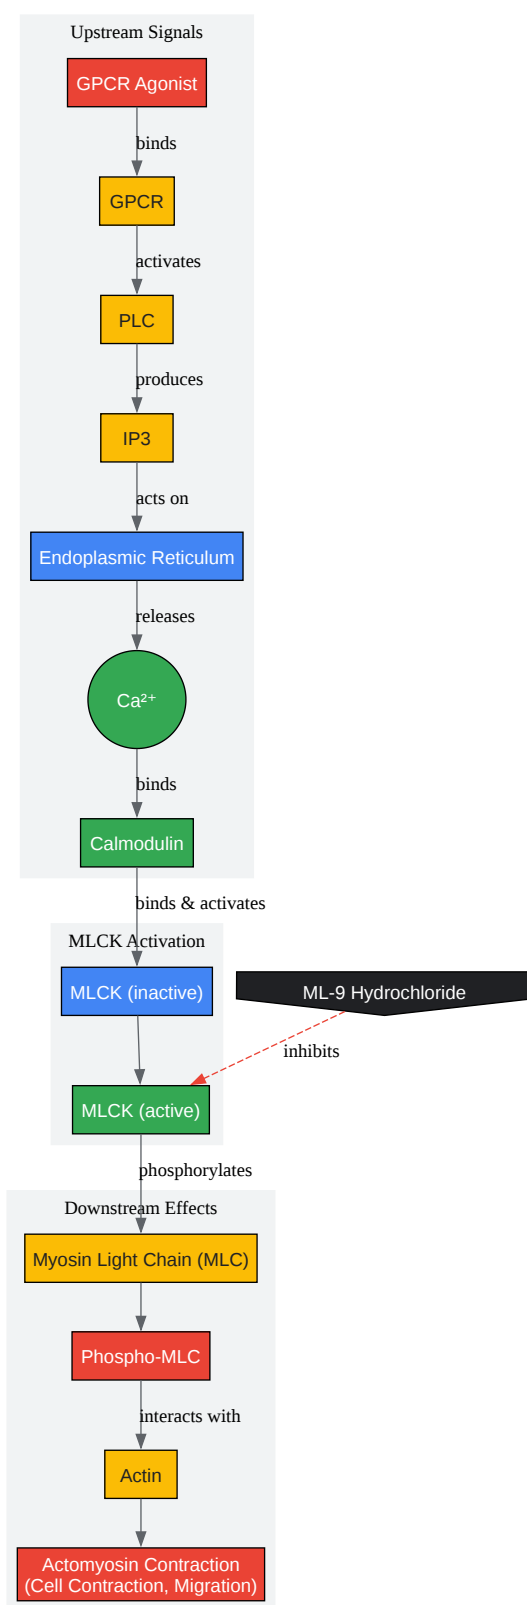 Upstream Signals
GPCR Agonist
binds
GPCR
activates
PLC
produces
IP3
acts on
Endoplasmic Reticulum
releases
Ca²⁺
binds
Calmodulin
binds & activates
MLCK Activation
MLCK (inactive)
ML-9 Hydrochloride
inhibits
MLCK (active)
phosphorylates
Downstream Effects
Myosin Light Chain (MLC)
Phospho-MLC
interacts with
Actin
Actomyosin Contraction
(Cell Contraction, Migration)